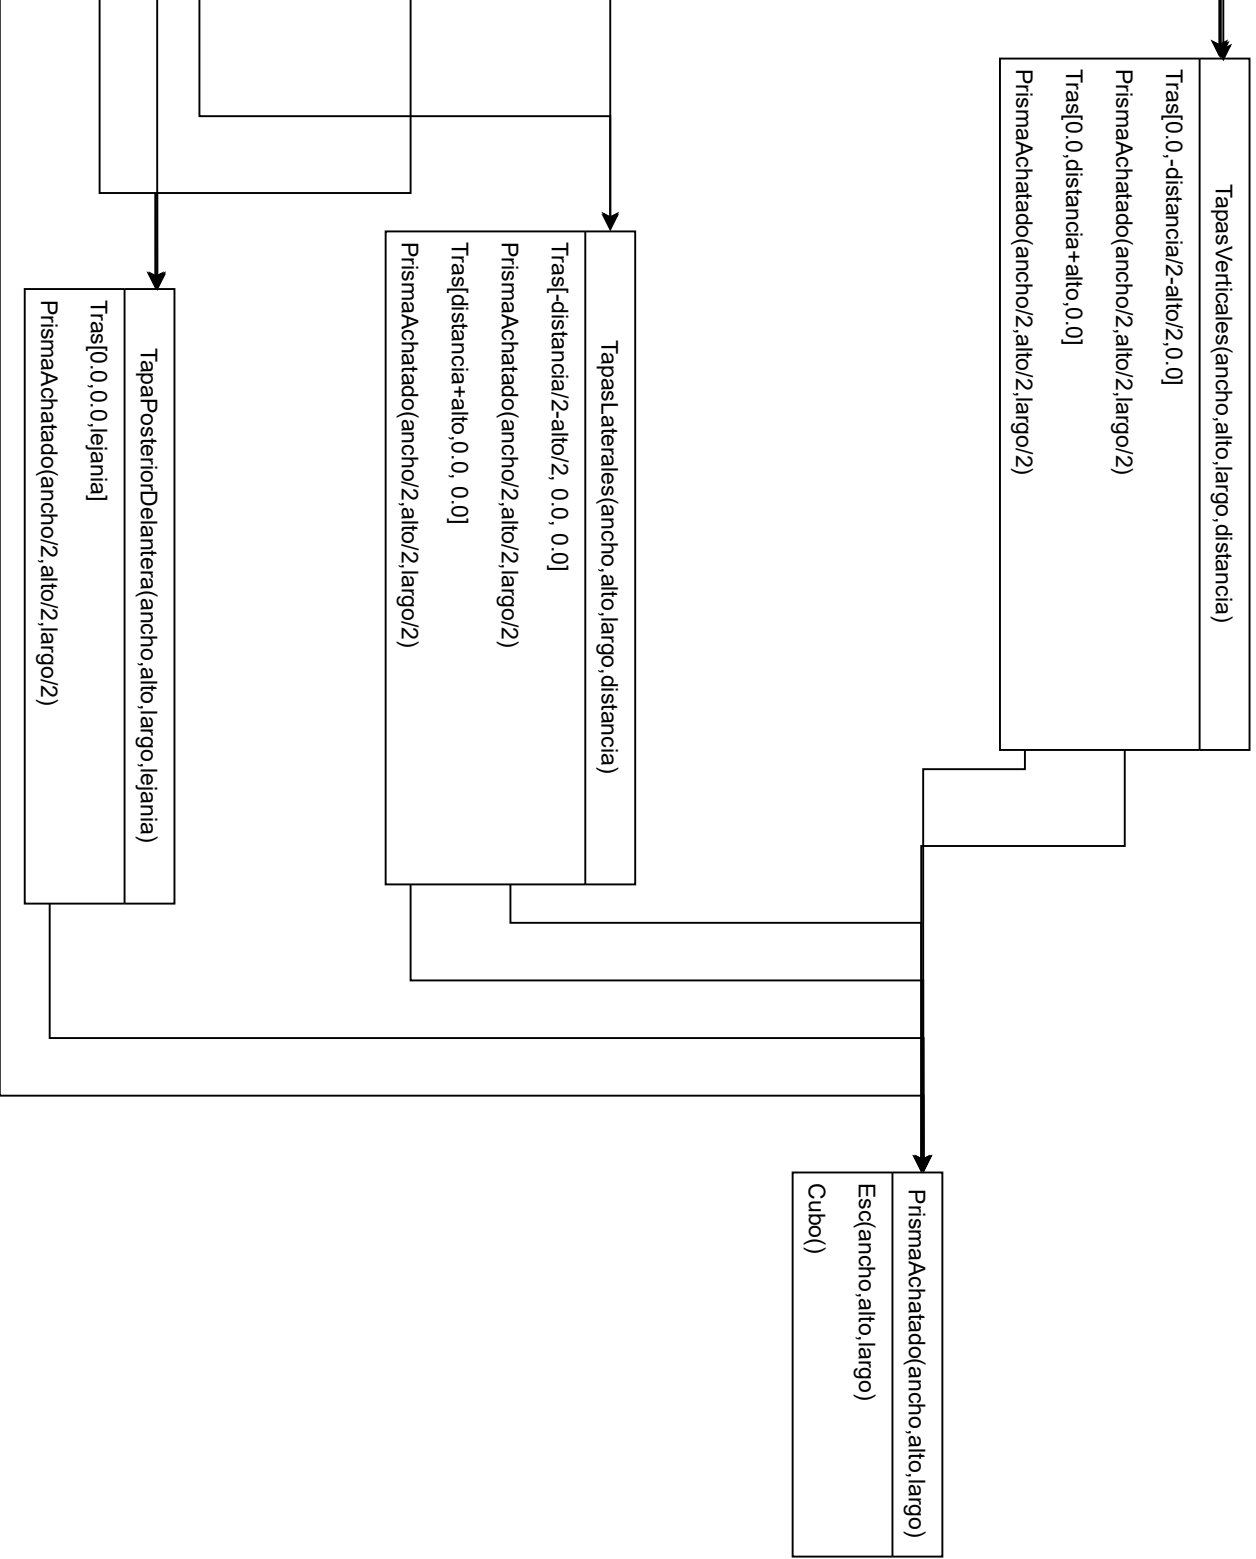 TapasVerticales(ancho,alto,largo,distancia)
Tras[0.0,-distancia/2-alto/2,0.0]
PrismaAchatado(ancho/2,alto/2,largo/2)
Tras[0.0,distancia+alto,0.0]
PrismaAchatado(ancho/2,alto/2,largo/2)
TapasLaterales(ancho,alto,largo,distancia)
Tras[-distancia/2-alto/2, 0.0, 0.0]
PrismaAchatado(ancho/2,alto/2,largo/2)
Tras[distancia+alto,0.0, 0.0]
PrismaAchatado(ancho/2,alto/2,largo/2)
TapaPosteriorDelantera(ancho,alto,largo,lejania)
Tras[0.0,0.0,lejania]
PrismaAchatado(ancho/2,alto/2,largo/2)
PrismaAchatado(ancho,alto,largo)
Esc(ancho,alto,largo)
Cubo()